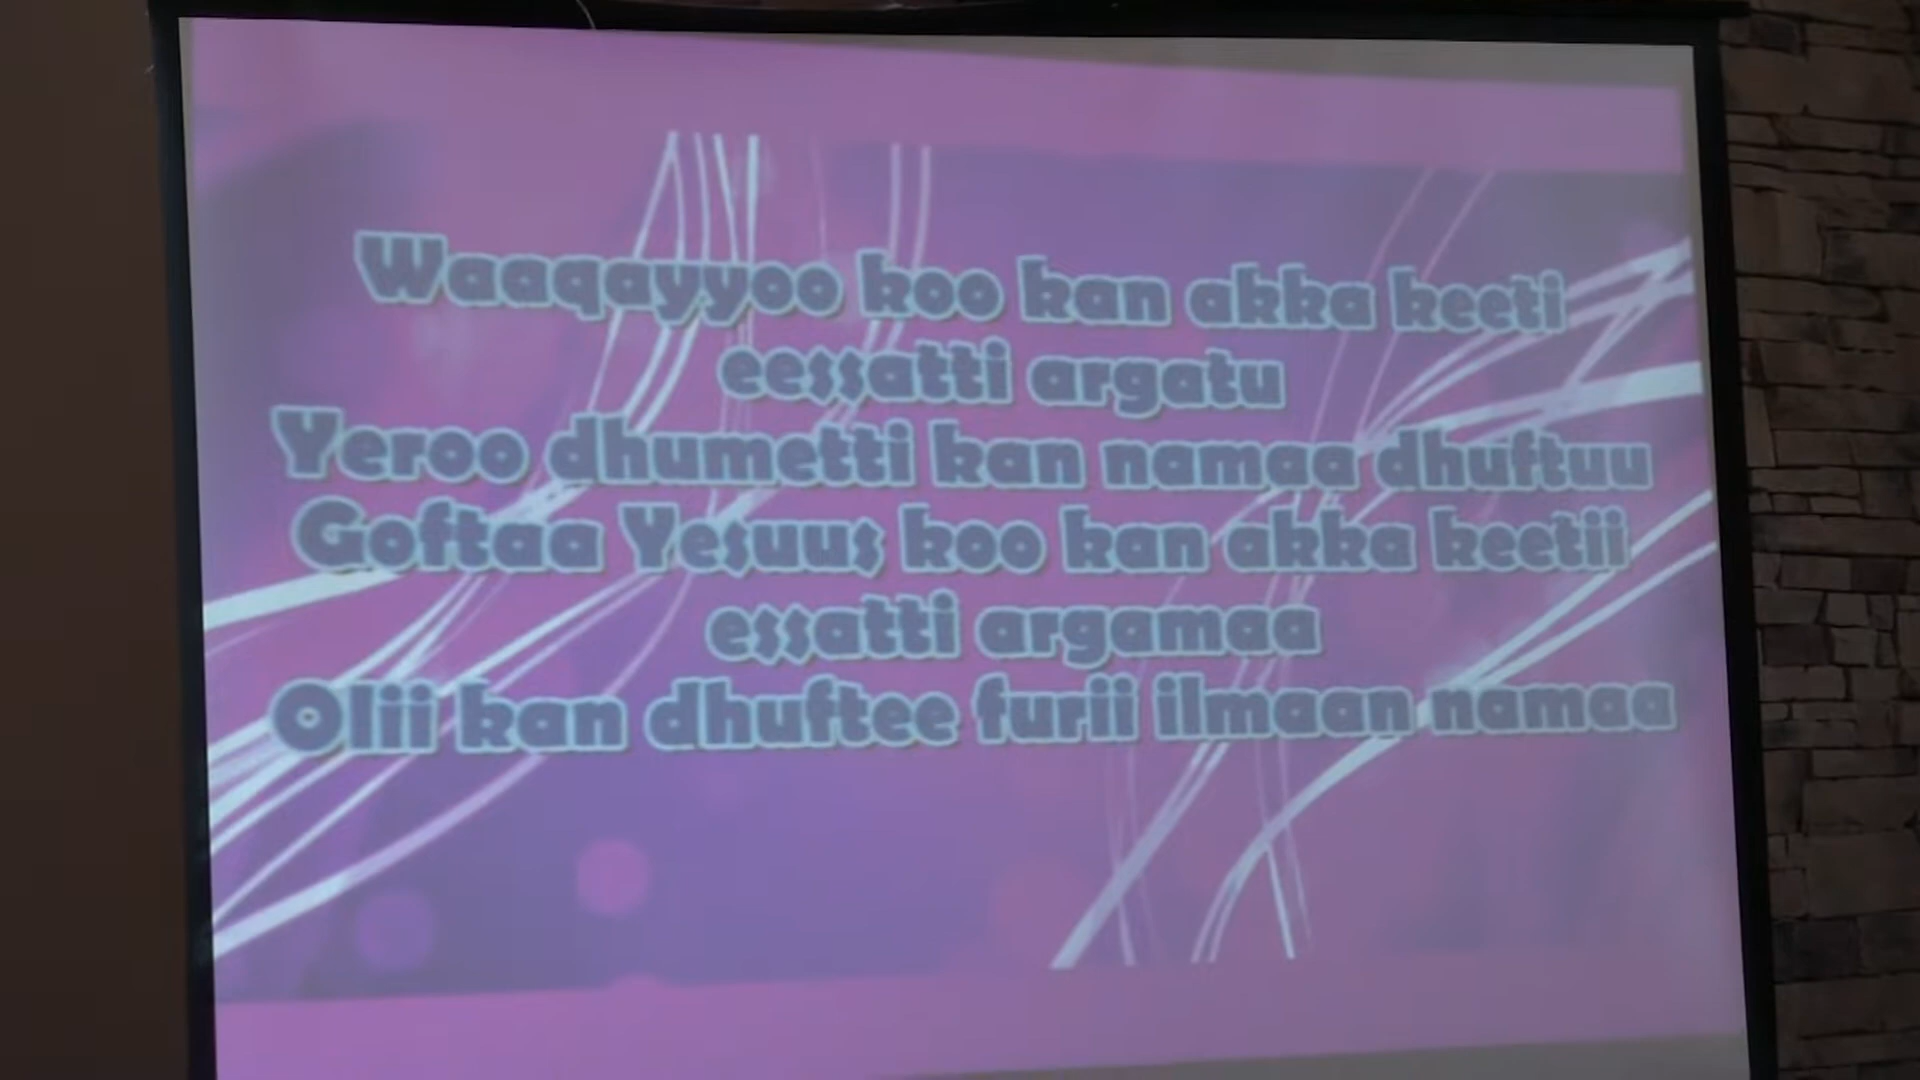 Waaqayyoo koo kan akka keeti
eessatti argatu
Yeroo dhumetti kan namaa dhuftuu
Goftaa Yesuus koo kan akka keetii
essatti argamaa
Olii kan dhuftee furii ilmaan namaa